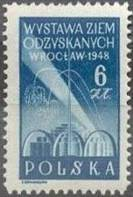 WYSTAWA ZIEM
ODZYSKANYCH
WROCŁAW·1948
6
ZŁ
POLSKA